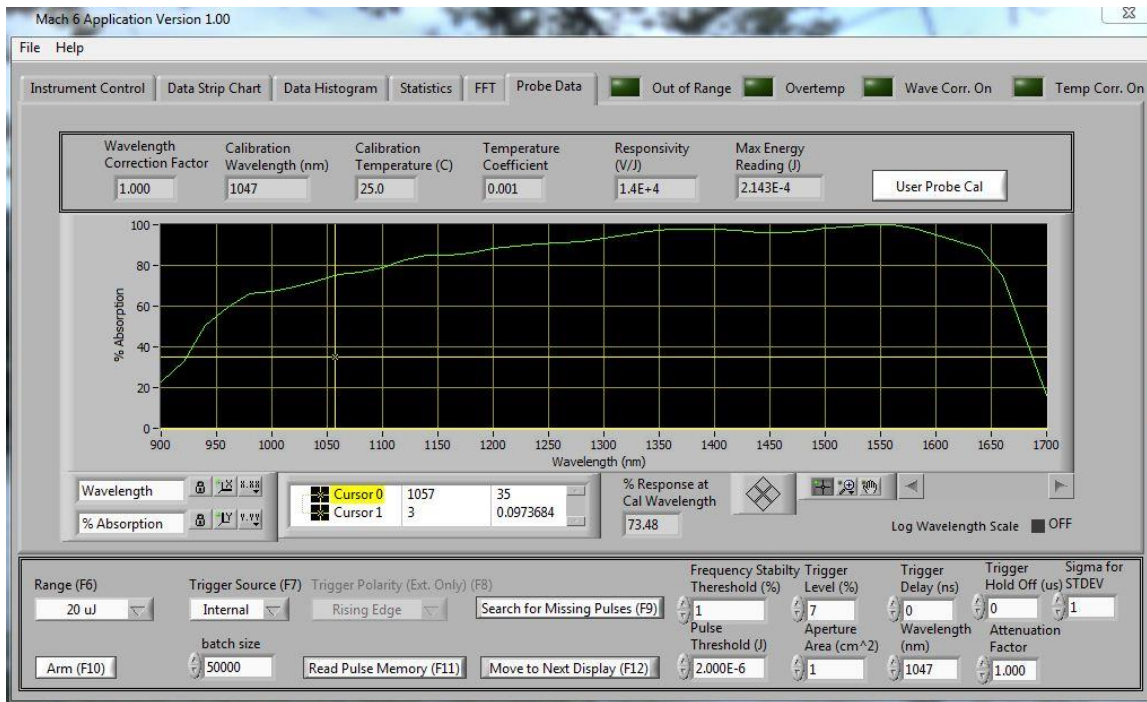 Mach 6 Application Version 1.00
File Help
Instrument Control Data Strip Chart Data Histogram Statistics FFT Probe Data Out of Range Overtemp Wave Corr. On Temp Corr. On
Wavelength Correction Factor
1.000
Calibration Wavelength (nm)
1047
Calibration Temperature (C)
25.0
Temperature Coefficient
0.001
Responsivity (V/J)
1.4E+4
Max Energy Reading (J)
2.143E-4
User Probe Cal
% Absorption
100
80
60
40
20
0
900 950 1000 1050 1100 1150 1200 1250 1300 1350 1400 1450 1500 1550 1600 1650 1700
Wavelength (nm)
Wavelength
% Absorption
Cursor 0 1057 35
Cursor 1 3 0.0973684
% Response at
Cal Wavelength
73.48
Log Wavelength Scale OFF
Range (F6)
20 uJ
Trigger Source (F7)
Internal
Trigger Polarity (Ext. Only) (F8)
Rising Edge
Search for Missing Pulses (F9)
Frequency Stabilty
Thereshold (%)
1
Trigger
Level (%)
7
Trigger
Delay (ns)
0
Trigger
Hold Off (us)
0
Sigma for
STDEV
1
Arm (F10)
batch size
50000
Read Pulse Memory (F11)
Move to Next Display (F12)
Pulse
Threshold (J)
2.000E-6
Aperture
Area (cm^2)
1
Wavelength
(nm)
1047
Attenuation
Factor
1.000